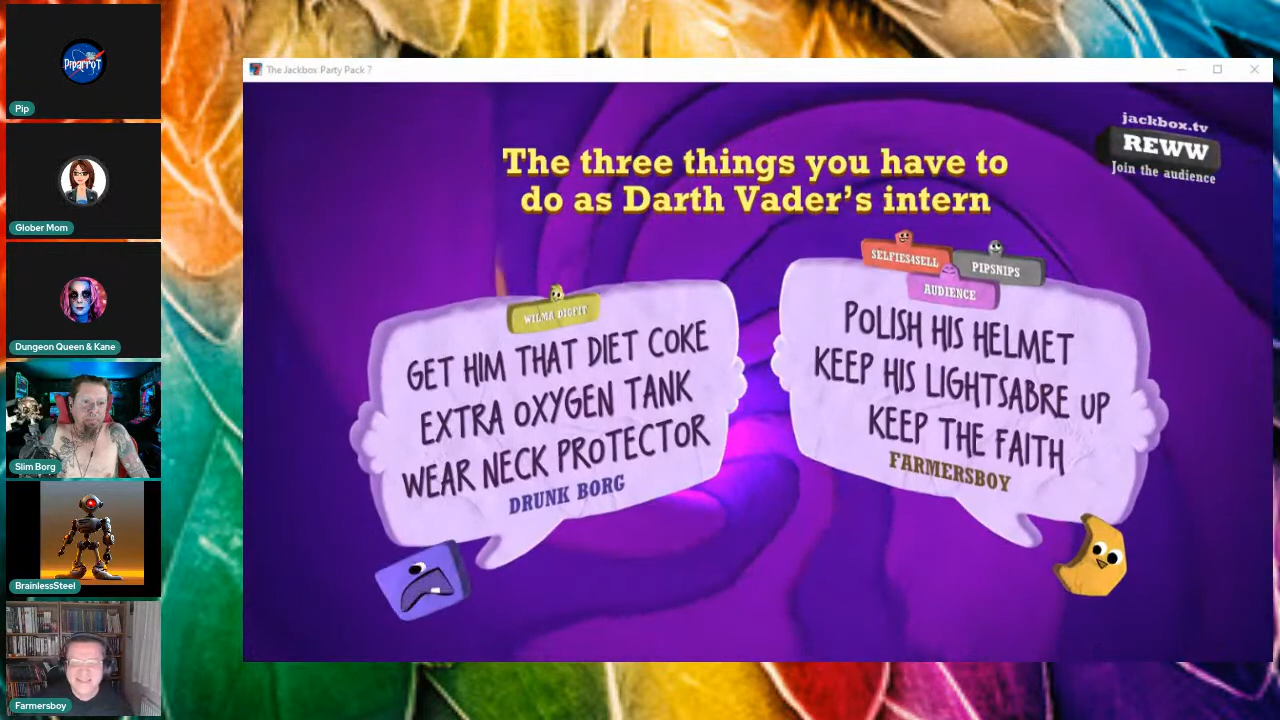 PiparroT
Pip
Glober Mom
Dungeon Queen & Kane
Slim Borg
BrainlessSteel
Farmersboy
The Jackbox Party Pack 7
jackbox.tv
REWW
Join the audience
The three things you have to
do as Darth Vader's intern
WILMA DIGFIT
GET HIM THAT DIET COKE
EXTRA OXYGEN TANK
WEAR NECK PROTECTOR
DRUNK BORG
SELFIES4SELL
PIPSNIPS
AUDIENCE
POLISH HIS HELMET
KEEP HIS LIGHTSABRE UP
KEEP THE FAITH
FARMERSBOY